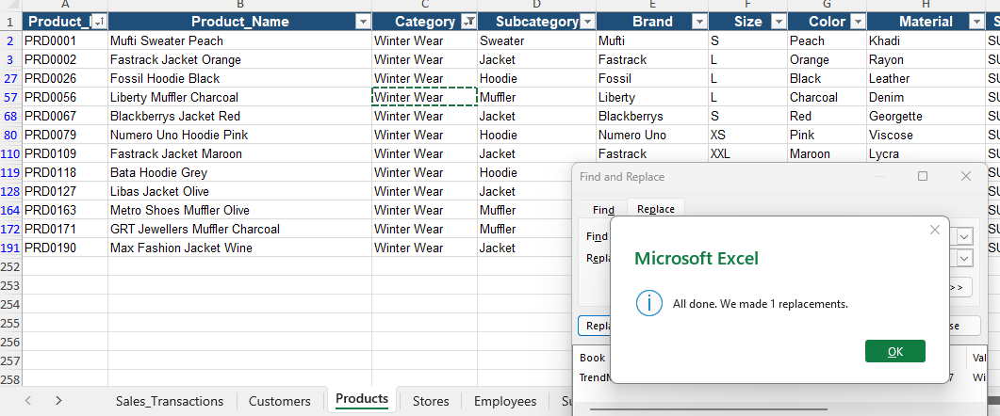 A B C D E F G H
1 Product_I Product_Name Category Subcategory Brand Size Color Material S
2 PRD0001 Mufti Sweater Peach Winter Wear Sweater Mufti S Peach Khadi SU
3 PRD0002 Fastrack Jacket Orange Winter Wear Jacket Fastrack L Orange Rayon SU
27 PRD0026 Fossil Hoodie Black Winter Wear Hoodie Fossil L Black Leather SU
57 PRD0056 Liberty Muffler Charcoal Winter Wear Muffler Liberty L Charcoal Denim SU
68 PRD0067 Blackberrys Jacket Red Winter Wear Jacket Blackberrys S Red Georgette SU
80 PRD0079 Numero Uno Hoodie Pink Winter Wear Hoodie Numero Uno XS Pink Viscose SU
110 PRD0109 Fastrack Jacket Maroon Winter Wear Jacket Fastrack XXL Maroon Lycra SU
119 PRD0118 Bata Hoodie Grey Winter Wear Hoodie
128 PRD0127 Libas Jacket Olive Winter Wear Jacket
164 PRD0163 Metro Shoes Muffler Olive Winter Wear Muffler
172 PRD0171 GRT Jewellers Muffler Charcoal Winter Wear Muffler
191 PRD0190 Max Fashion Jacket Wine Winter Wear Jacket
252
253
254
255
256
257
258
Find and Replace
Find Replace
Find
Repla
>>
Repla
se
Book Val
TrendM 7 Wi
Microsoft Excel
All done. We made 1 replacements.
OK
Sales_Transactions Customers Products Stores Employees Su